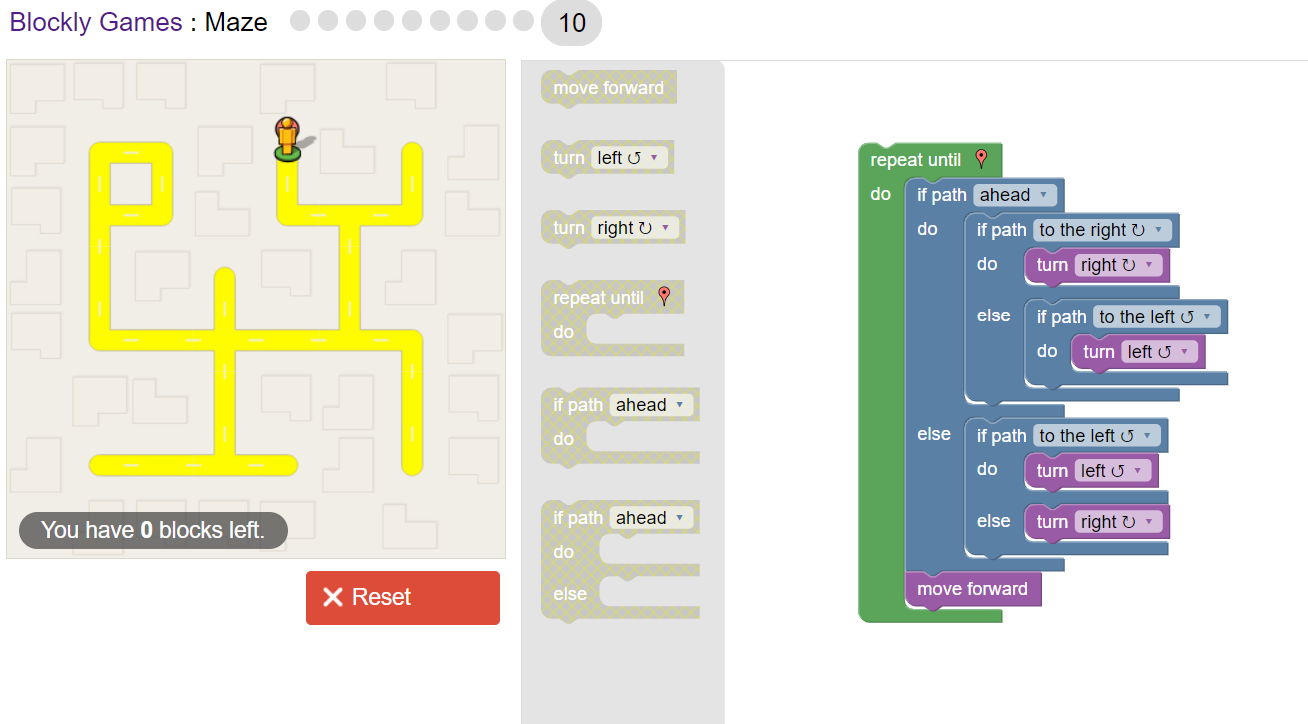 Blockly Games : Maze 10
You have 0 blocks left.
Reset
move forward
turn left ↺ ▼
turn right ↻ ▼
repeat until
do
if path ahead ▼
do
if path ahead ▼
do
else
repeat until
do if path ahead ▼
do if path to the right ↻ ▼
do turn right ↻ ▼
else if path to the left ↺ ▼
do turn left ↺ ▼
else if path to the left ↺ ▼
do turn left ↺ ▼
else turn right ↻ ▼
move forward